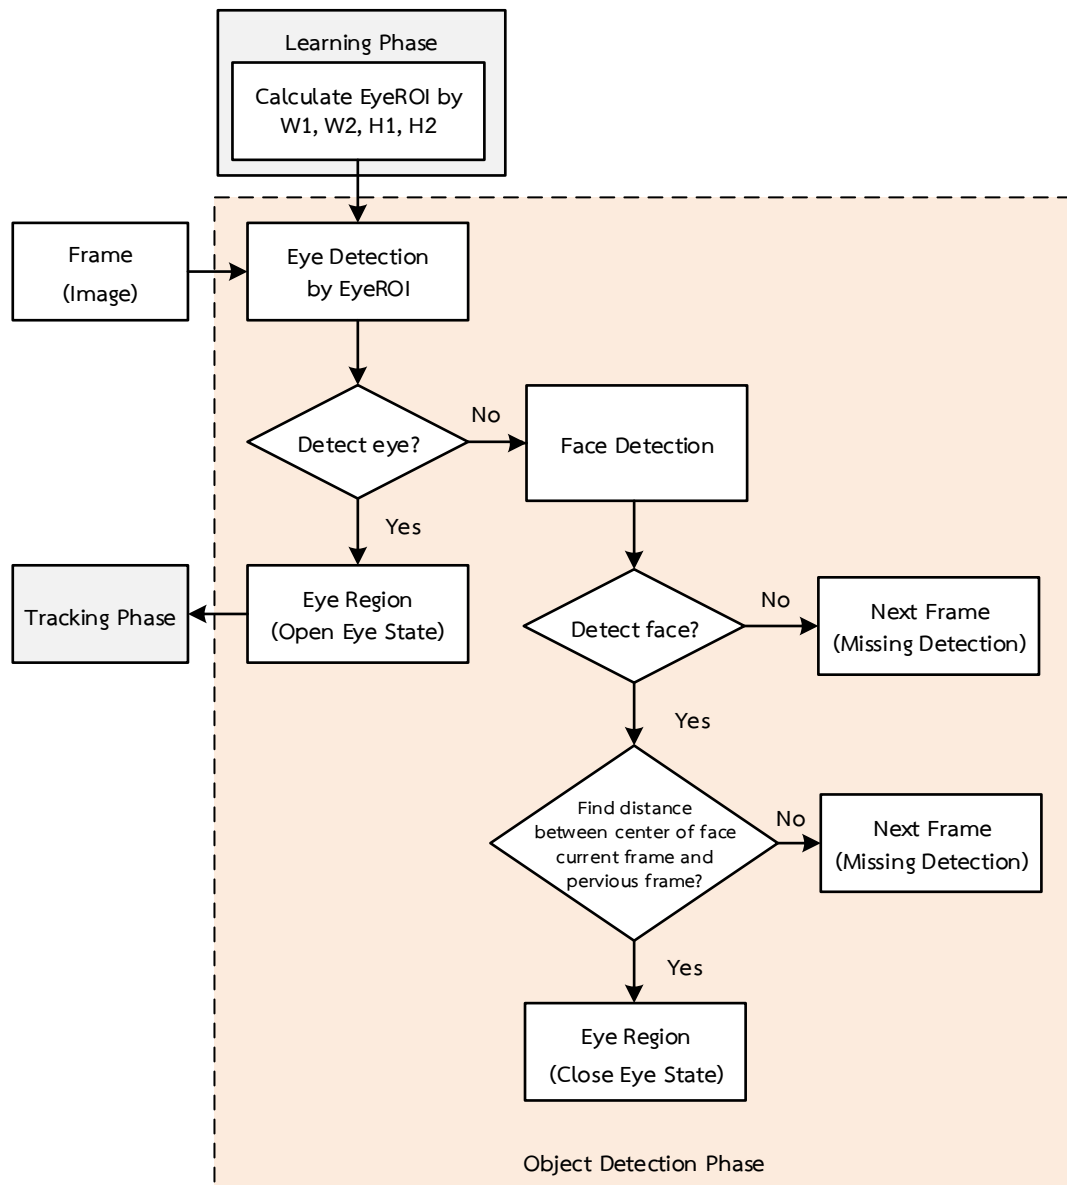 Learning Phase
Calculate EyeROI by
W1, W2, H1, H2
Frame
(Image)
Eye Detection
by EyeROI
Detect eye?
No
Face Detection
Yes
Tracking Phase
Eye Region
(Open Eye State)
Detect face?
No
Next Frame
(Missing Detection)
Yes
Find distance
between center of face
current frame and
pervious frame?
No
Next Frame
(Missing Detection)
Yes
Eye Region
(Close Eye State)
Object Detection Phase